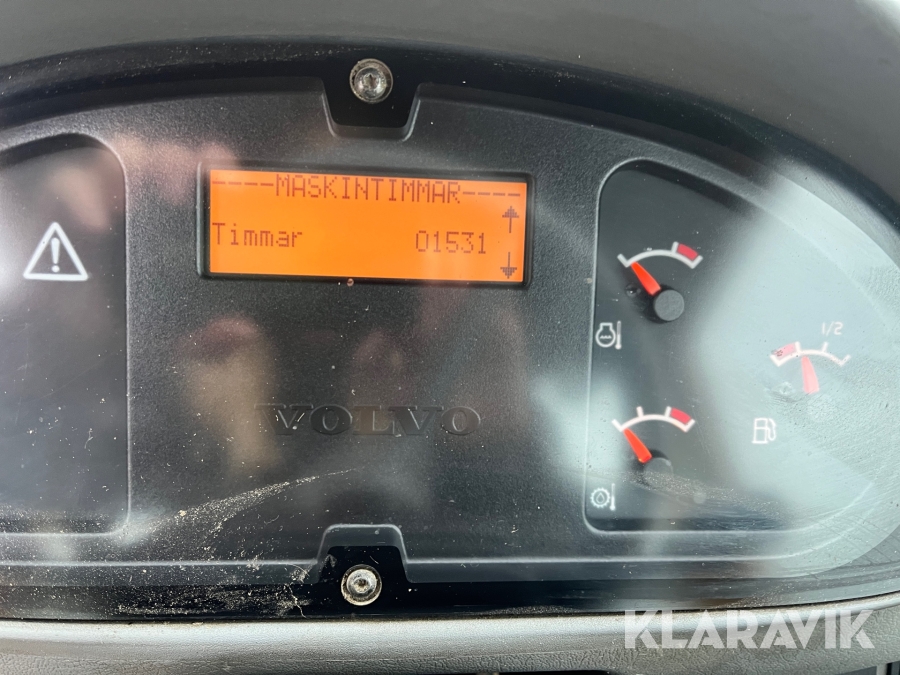 ----MASKINTIMMAR----
Timmar 01531
1/2
VOLVO
KLARAVIK